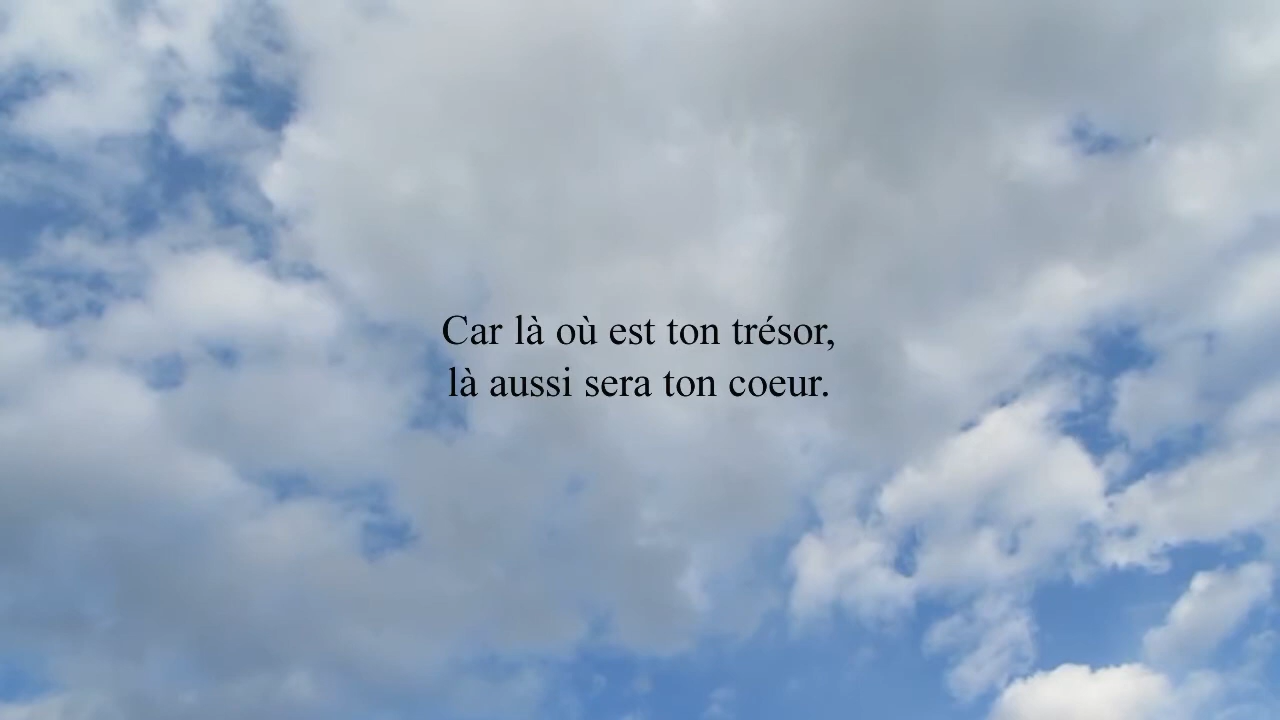 Car là où est ton trésor,
là aussi sera ton coeur.